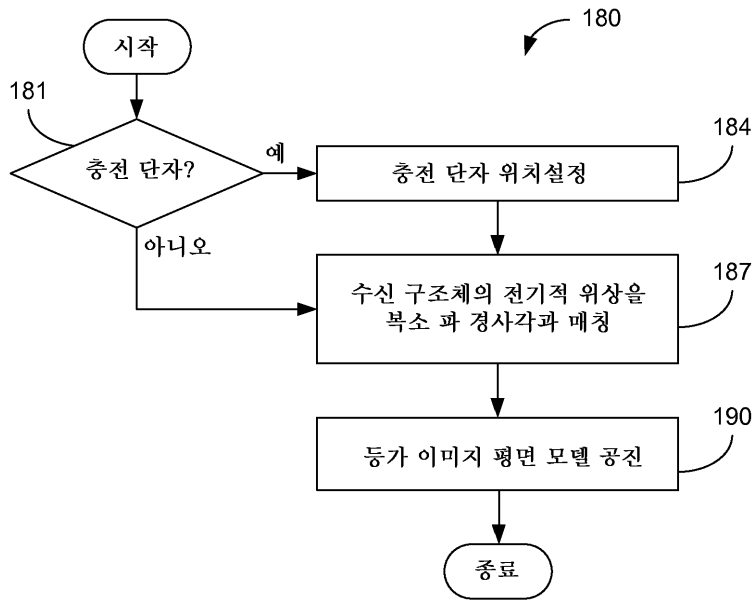 180
시작
181
충전 단자?
예
184
충전 단자 위치설정
아니오
187
수신 구조체의 전기적 위상을
복소 파 경사각과 매칭
190
등가 이미지 평면 모델 공진
종료